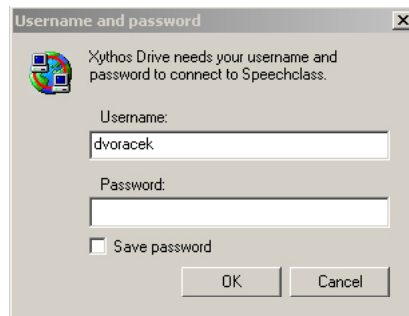 Username and password
Xythos Drive needs your username and
password to connect to Speechclass.
Username:
dvoracek
Password:
Save password
OK
Cancel